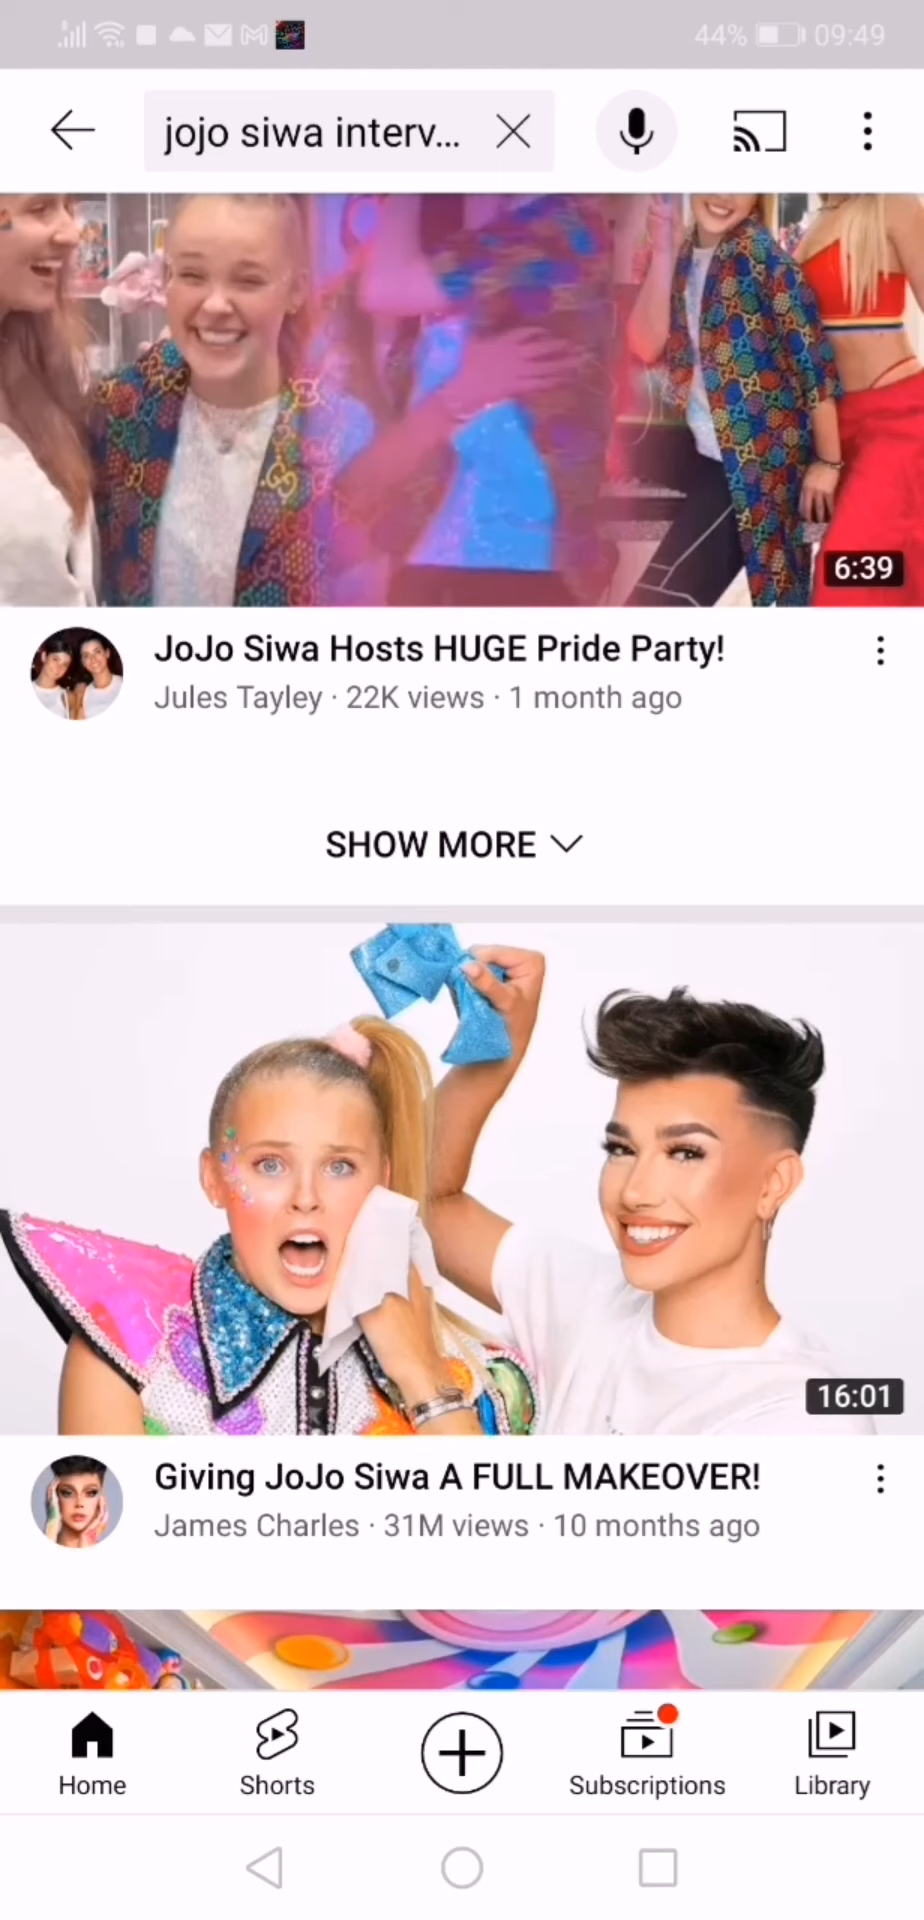 44% 09:49
jojo siwa interv...
6:39
JoJo Siwa Hosts HUGE Pride Party!
Jules Tayley · 22K views · 1 month ago
SHOW MORE
16:01
Giving JoJo Siwa A FULL MAKEOVER!
James Charles · 31M views · 10 months ago
Home Shorts Subscriptions Library